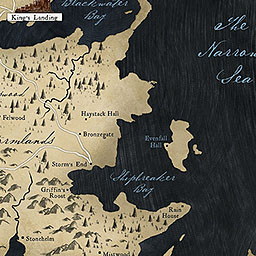 Blackwater
Bay
King's Landing
The
Narrow
Sea
Felwood
Haystack Hall
Bronzegate
Evenfall
Hall
Storm's End
Shipbreaker
Bay
Griffin's
Roost
Rain
House
Stonehelm
Mistwood